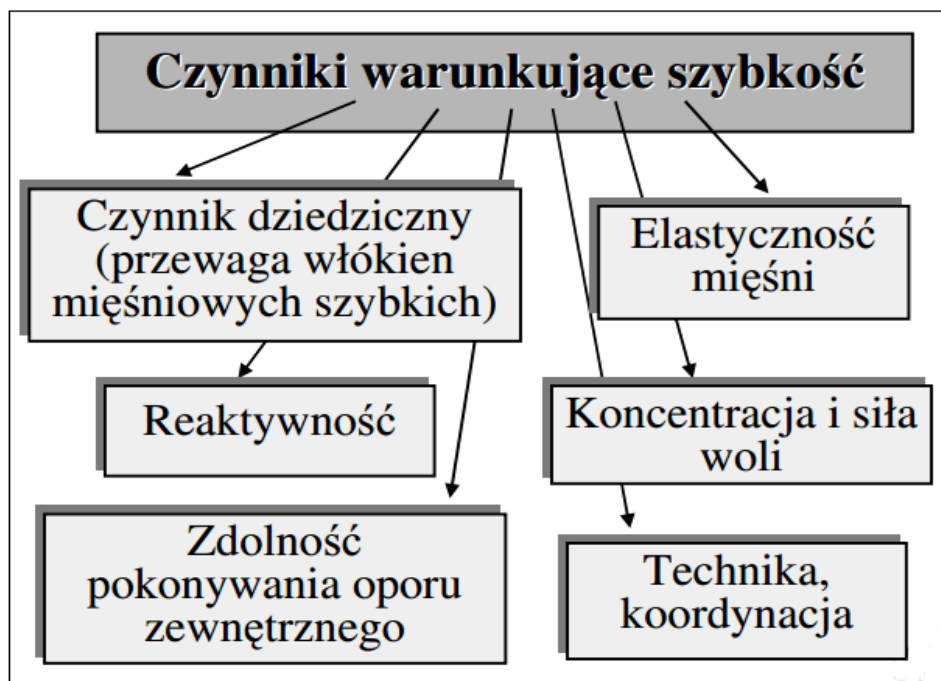 Czynniki warunkujące szybkość
Czynnik dziedziczny
(przewaga włókien
mięśniowych szybkich)
Elastyczność
mięśni
Reaktywność
Koncentracja i siła
woli
Zdolność
pokonywania oporu
zewnętrznego
Technika,
koordynacja